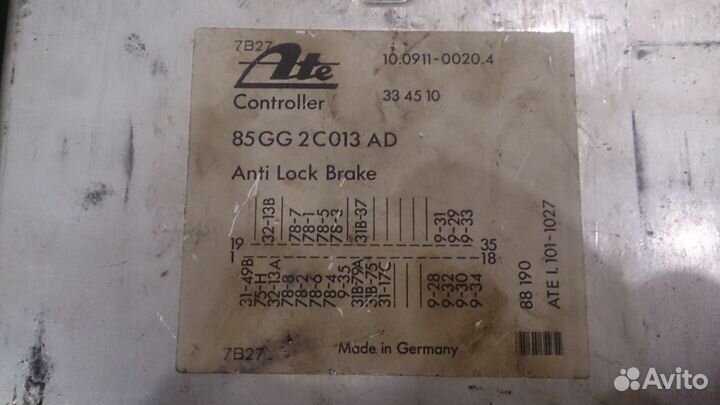 7B27
Ate
10.0911-0020.4
Controller
33 45 10
85GG 2C013 AD
Anti Lock Brake
32-13B
78-7
78-1
78-5
78-3
31B-37
9-31
9-29
9-33
19
35
1
18
31-49B
75-H
32-13A
78-8
78-2
78-6
78-4
9-35
31B-79A
31B-75
31-17C
9-28
9-32
9-30
9-34
88 190
ATE L 101-1027
7B27
Made in Germany
Avito